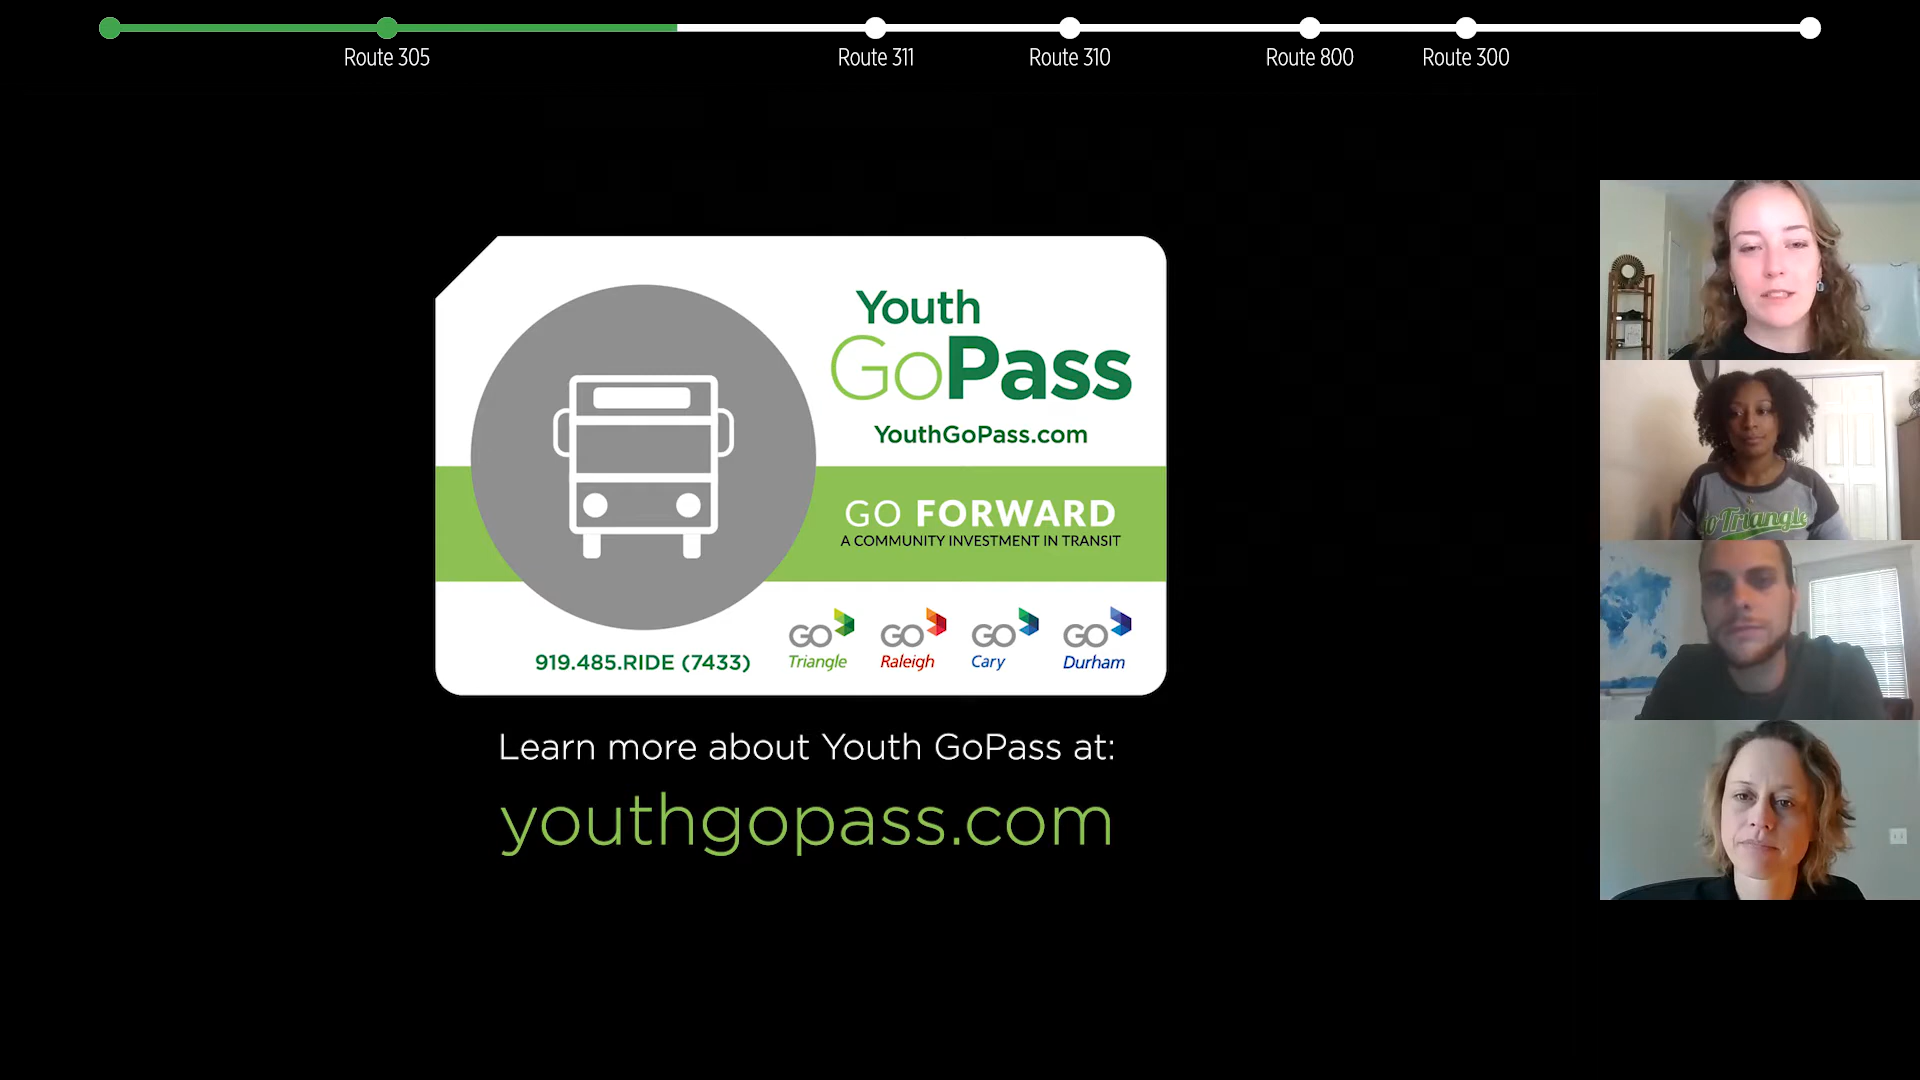 Route 305
Route 311
Route 310
Route 800
Route 300
Youth
GoPass
YouthGoPass.com
GO FORWARD
A COMMUNITY INVESTMENT IN TRANSIT
919.485.RIDE (7433)
GO Triangle
GO Raleigh
GO Cary
GO Durham
Learn more about Youth GoPass at:
youthgopass.com
GoTriangle